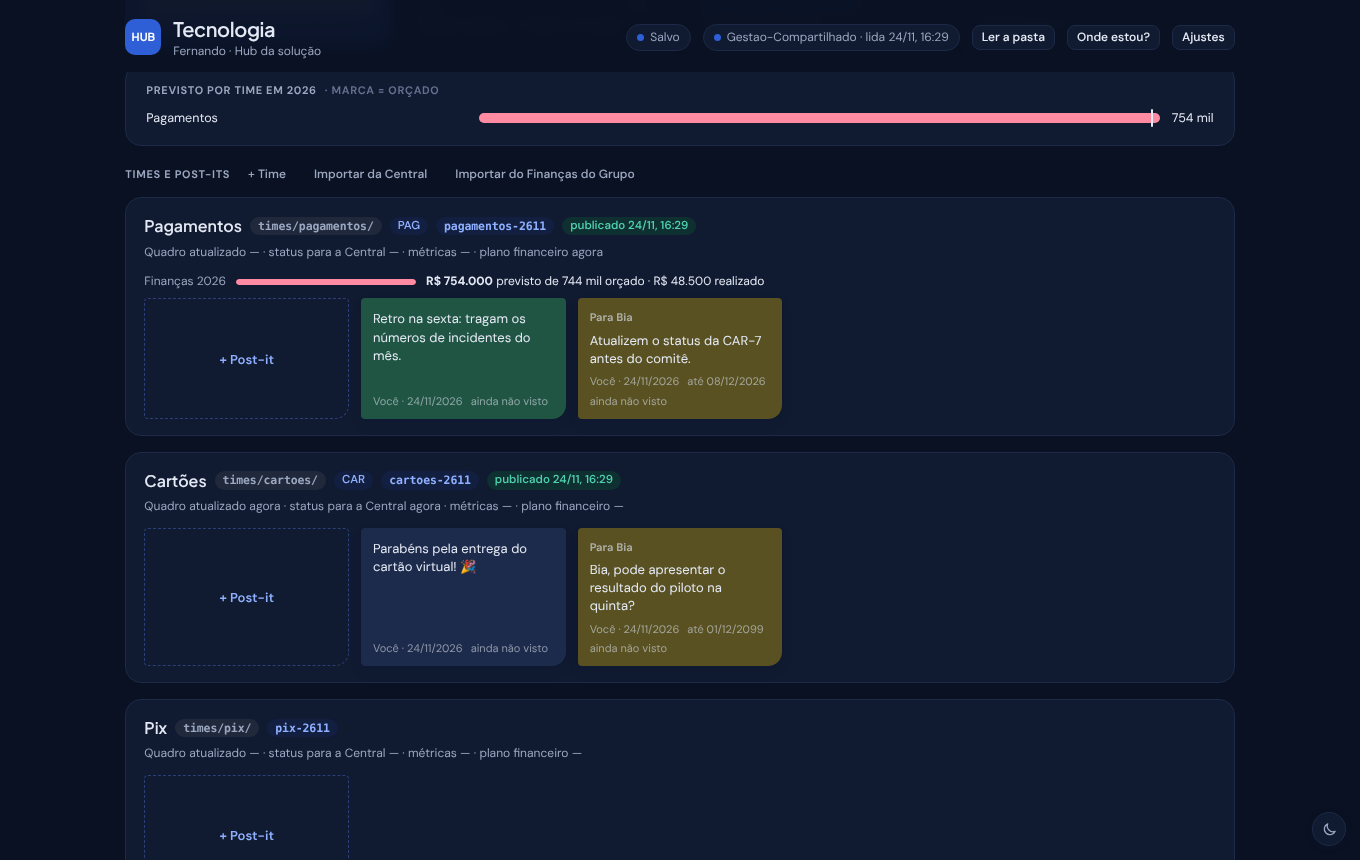 HUB
Tecnologia
Fernando · Hub da solução
Salvo
Gestao-Compartilhado · lida 24/11, 16:29
Ler a pasta
Onde estou?
Ajustes
PREVISTO POR TIME EM 2026 · MARCA = ORÇADO
Pagamentos
754 mil
TIMES E POST-ITS
+ Time
Importar da Central
Importar do Finanças do Grupo
Pagamentos times/pagamentos/ PAG pagamentos-2611 publicado 24/11, 16:29
Quadro atualizado — · status para a Central — · métricas — · plano financeiro agora
Finanças 2026
R$ 754.000 previsto de 744 mil orçado · R$ 48.500 realizado
+ Post-it
Retro na sexta: tragam os
números de incidentes do
mês.
Você · 24/11/2026 ainda não visto
Para Bia
Atualizem o status da CAR-7
antes do comitê.
Você · 24/11/2026 até 08/12/2026
ainda não visto
Cartões times/cartoes/ CAR cartoes-2611 publicado 24/11, 16:29
Quadro atualizado agora · status para a Central agora · métricas — · plano financeiro —
+ Post-it
Parabéns pela entrega do
cartão virtual! 🎉
Você · 24/11/2026 ainda não visto
Para Bia
Bia, pode apresentar o
resultado do piloto na
quinta?
Você · 24/11/2026 até 01/12/2099
ainda não visto
Pix times/pix/ pix-2611
Quadro atualizado — · status para a Central — · métricas — · plano financeiro —
+ Post-it